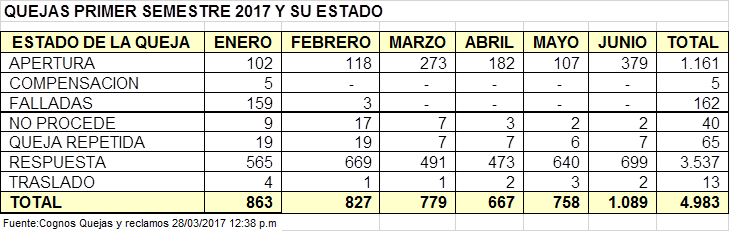 QUEJAS PRIMER SEMESTRE 2017 Y SU ESTADO
ESTADO DE LA QUEJA ENERO FEBRERO MARZO ABRIL MAYO JUNIO TOTAL
APERTURA 102 118 273 182 107 379 1.161
COMPENSACION 5 - - - - - 5
FALLADAS 159 3 - - - - 162
NO PROCEDE 9 17 7 3 2 2 40
QUEJA REPETIDA 19 19 7 7 6 7 65
RESPUESTA 565 669 491 473 640 699 3.537
TRASLADO 4 1 1 2 3 2 13
TOTAL 863 827 779 667 758 1.089 4.983
Fuente:Cognos Quejas y reclamos 28/03/2017 12:38 p.m